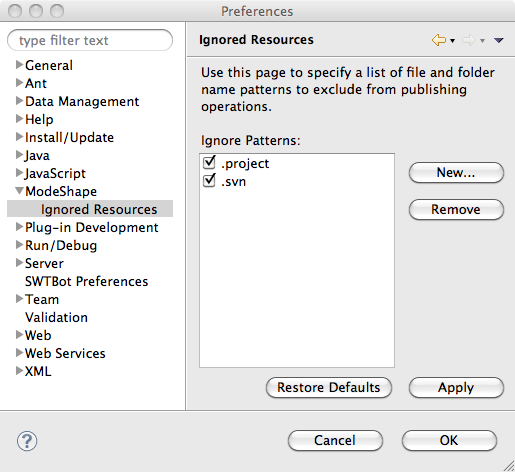 Preferences
type filter text
General
Ant
Data Management
Help
Install/Update
Java
JavaScript
ModeShape
Ignored Resources
Plug-in Development
Run/Debug
Server
SWTBot Preferences
Team
Validation
Web
Web Services
XML
Ignored Resources
Use this page to specify a list of file and folder
name patterns to exclude from publishing
operations.
Ignore Patterns:
.project
.svn
New...
Remove
Restore Defaults
Apply
?
Cancel
OK